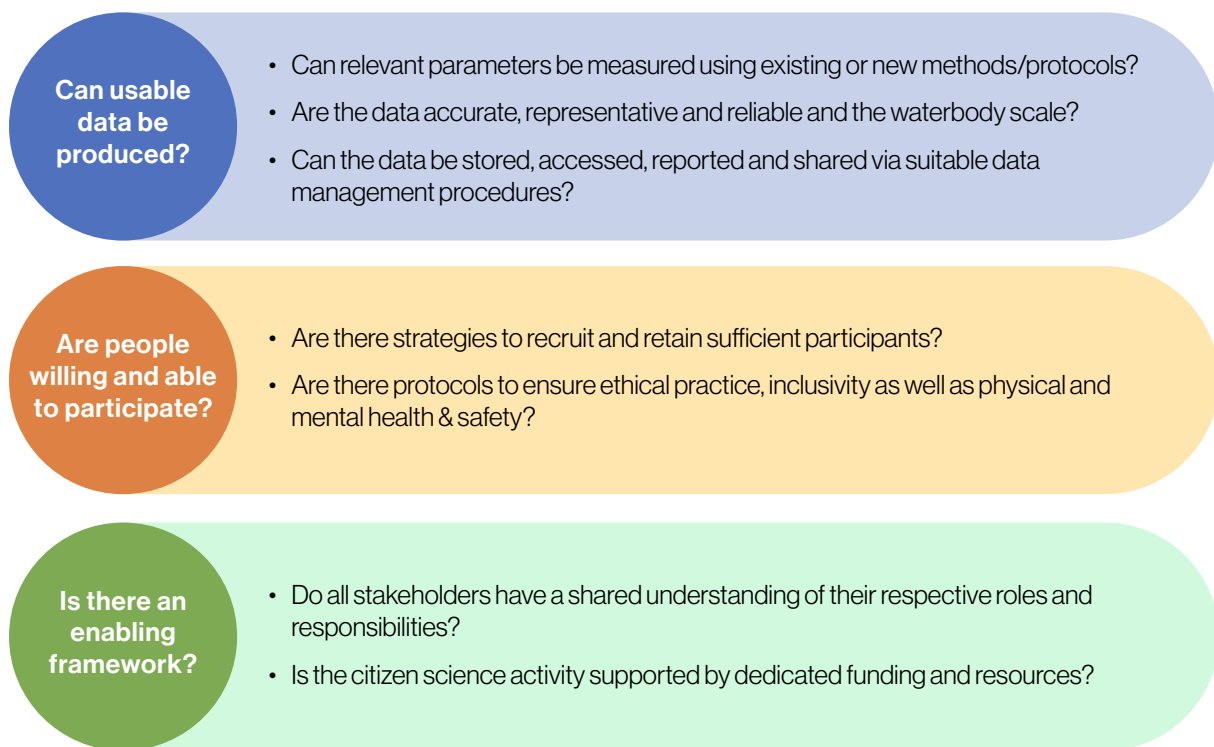 Can usable
data be
produced?
• Can relevant parameters be measured using existing or new methods/protocols?
• Are the data accurate, representative and reliable and the waterbody scale?
• Can the data be stored, accessed, reported and shared via suitable data
management procedures?
Are people
willing and able
to participate?
• Are there strategies to recruit and retain sufficient participants?
• Are there protocols to ensure ethical practice, inclusivity as well as physical and
mental health & safety?
Is there an
enabling
framework?
• Do all stakeholders have a shared understanding of their respective roles and
responsibilities?
• Is the citizen science activity supported by dedicated funding and resources?